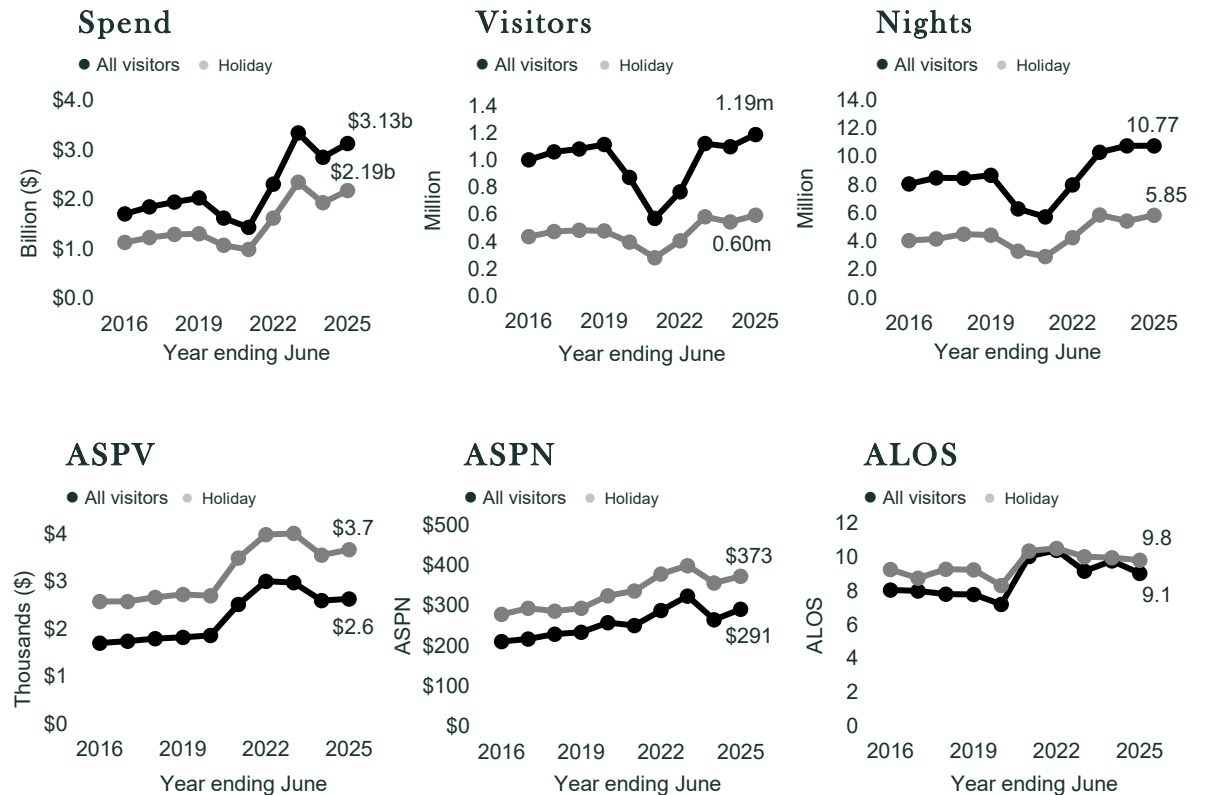 Spend
All visitors Holiday
$4.0
$3.0
$2.0
$1.0
$0.0
Billion ($)
$3.13b
$2.19b
2016 2019 2022 2025
Year ending June
Visitors
All visitors Holiday
1.4
1.2
1.0
0.8
0.6
0.4
0.2
0.0
Million
1.19m
0.60m
2016 2019 2022 2025
Year ending June
Nights
All visitors Holiday
14.0
12.0
10.0
8.0
6.0
4.0
2.0
0.0
Million
10.77
5.85
2016 2019 2022 2025
Year ending June
ASPV
All visitors Holiday
$4
$3
$2
$1
$0
Thousands ($)
$3.7
$2.6
2016 2019 2022 2025
Year ending June
ASPN
All visitors Holiday
$500
$400
$300
$200
$100
$0
ASPN
$373
$291
2016 2019 2022 2025
Year ending June
ALOS
All visitors Holiday
12
10
8
6
4
2
0
ALOS
9.8
9.1
2016 2019 2022 2025
Year ending June